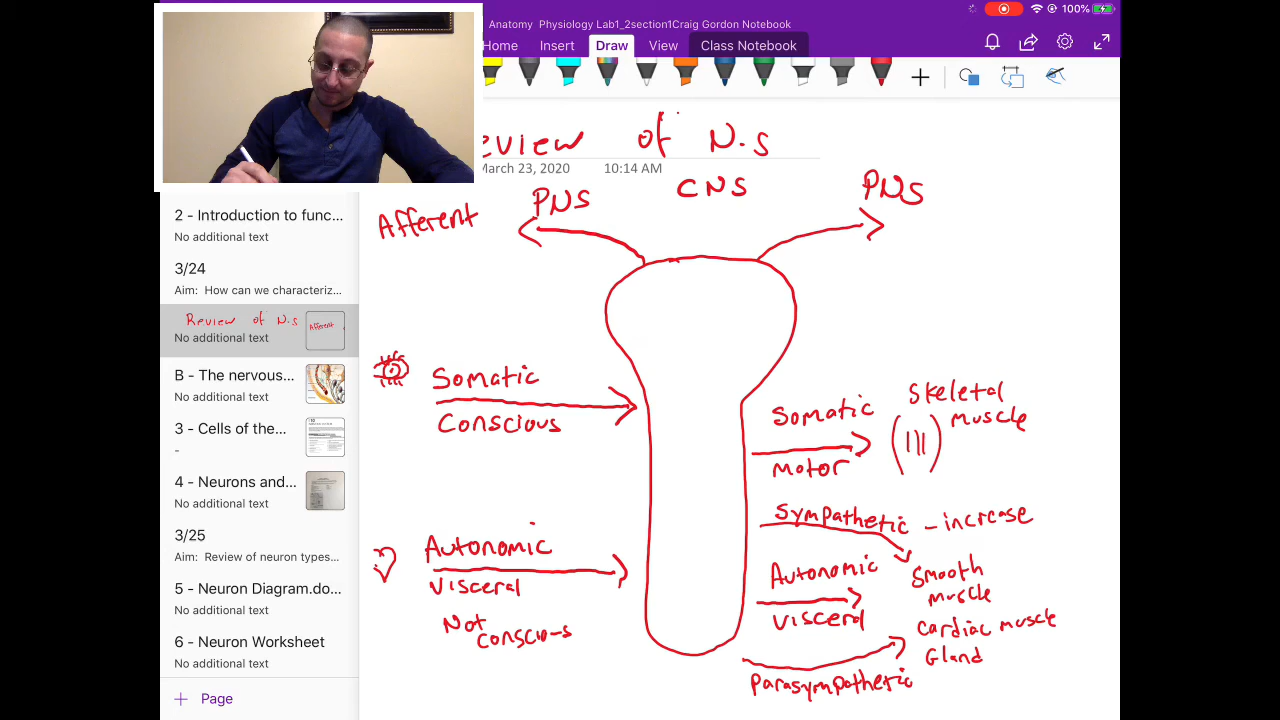 Anatomy Physiology Lab1_2section1Craig Gordon Notebook
100%
Home Insert Draw View Class Notebook
eview of N.S
March 23, 2020 10:14 AM
2 - Introduction to func...
No additional text
3/24
Aim: How can we characteriz...
Review of N.S
Afferent
No additional text
B - The nervous...
No additional text
3 - Cells of the...
-
4 - Neurons and...
No additional text
3/25
Aim: Review of neuron types...
5 - Neuron Diagram.do...
No additional text
6 - Neuron Worksheet
No additional text
+ Page
Afferent
PNS
CNS
PNS
Somatic
Conscious
Autonomic
Visceral
Not
conscious
Somatic
Motor
Skeletal
muscle
Sympathetic - increase
Autonomic
Visceral
Smooth
muscle
Cardiac muscle
Gland
Parasympathetic